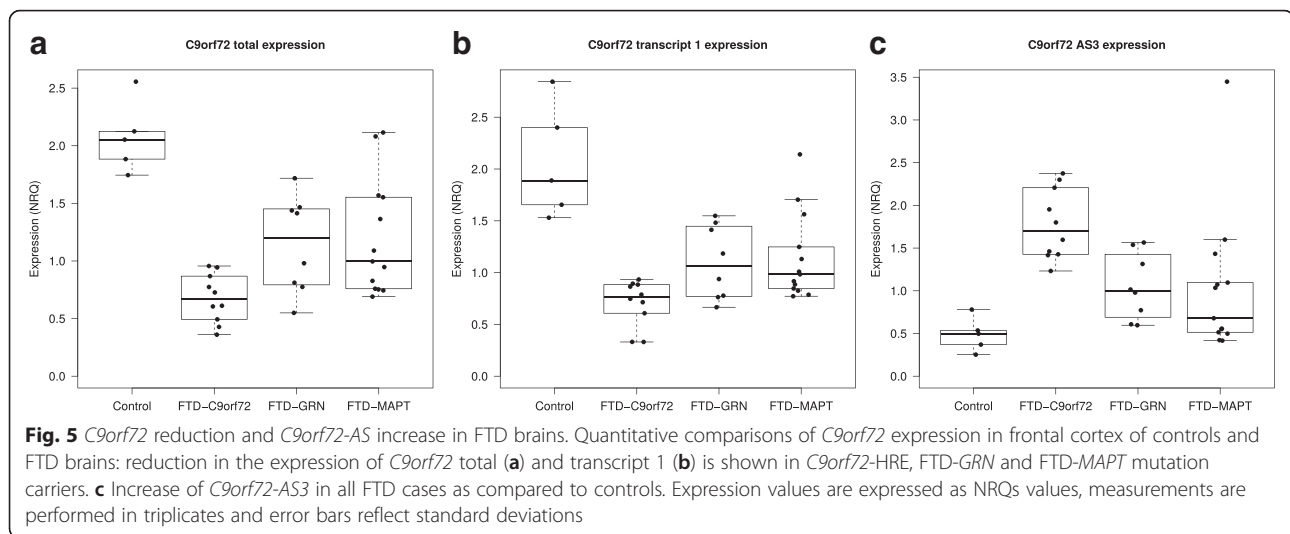 a
C9orf72 total expression
Expression (NRQ)
2.5
2.0
1.5
1.0
0.5
0.0
Control
FTD–C9orf72
FTD–GRN
FTD–MAPT
b
C9orf72 transcript 1 expression
Expression (NRQ)
2.5
2.0
1.5
1.0
0.5
0.0
Control
FTD–C9orf72
FTD–GRN
FTD–MAPT
c
C9orf72 AS3 expression
Expression (NRQ)
3.5
3.0
2.5
2.0
1.5
1.0
0.5
0.0
Control
FTD–C9orf72
FTD–GRN
FTD–MAPT
Fig. 5 C9orf72 reduction and C9orf72-AS increase in FTD brains. Quantitative comparisons of C9orf72 expression in frontal cortex of controls and
FTD brains: reduction in the expression of C9orf72 total (a) and transcript 1 (b) is shown in C9orf72-HRE, FTD-GRN and FTD-MAPT mutation
carriers. c Increase of C9orf72-AS3 in all FTD cases as compared to controls. Expression values are expressed as NRQs values, measurements are
performed in triplicates and error bars reflect standard deviations